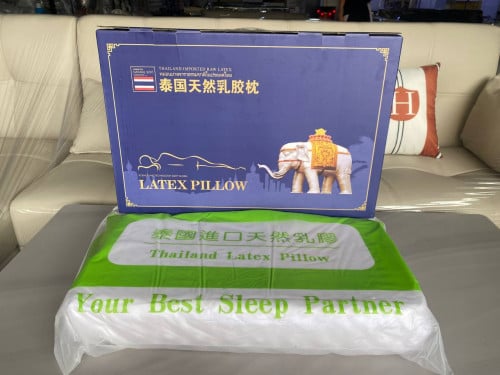 THAILAND IMPORTED RAW LATEX
泰国天然乳胶枕
LATEX PILLOW
H
泰國進口天然乳膠
Thailand Latex Pillow
Your Best Sleep Partner